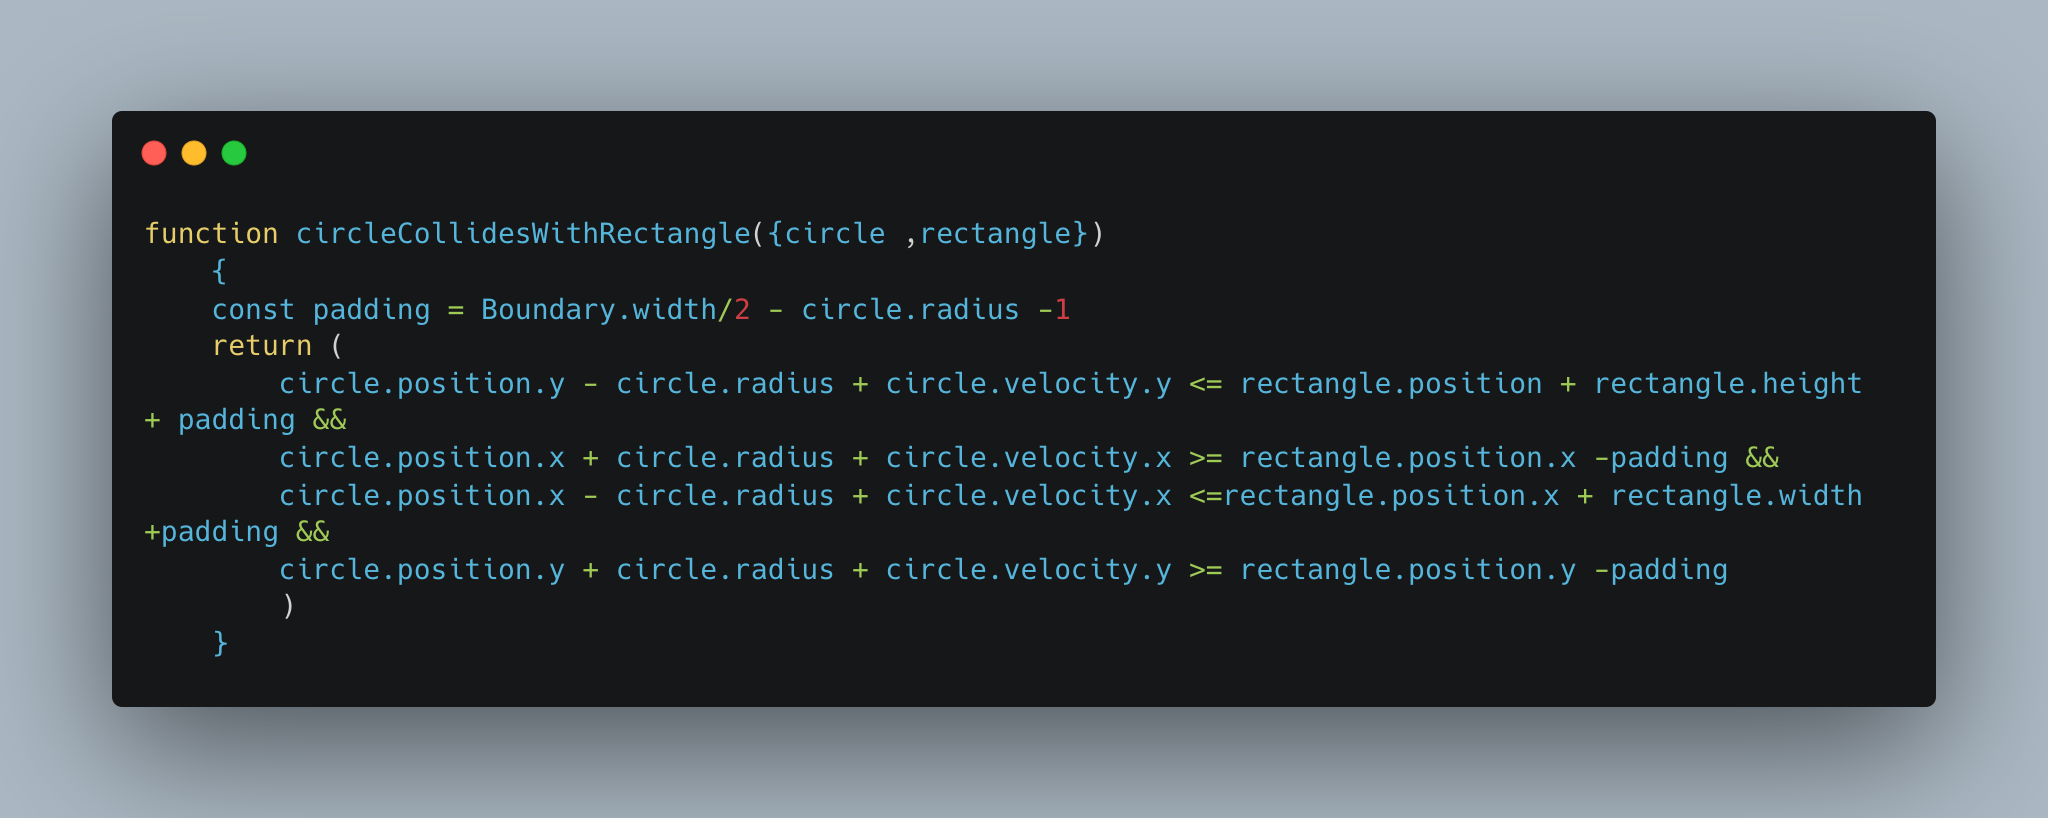 function circleCollidesWithRectangle({circle ,rectangle})
    {
    const padding = Boundary.width/2 - circle.radius -1
    return (
        circle.position.y - circle.radius + circle.velocity.y <= rectangle.position + rectangle.height
+ padding &&
        circle.position.x + circle.radius + circle.velocity.x >= rectangle.position.x -padding &&
        circle.position.x - circle.radius + circle.velocity.x <=rectangle.position.x + rectangle.width
+padding &&
        circle.position.y + circle.radius + circle.velocity.y >= rectangle.position.y -padding
        )
    }